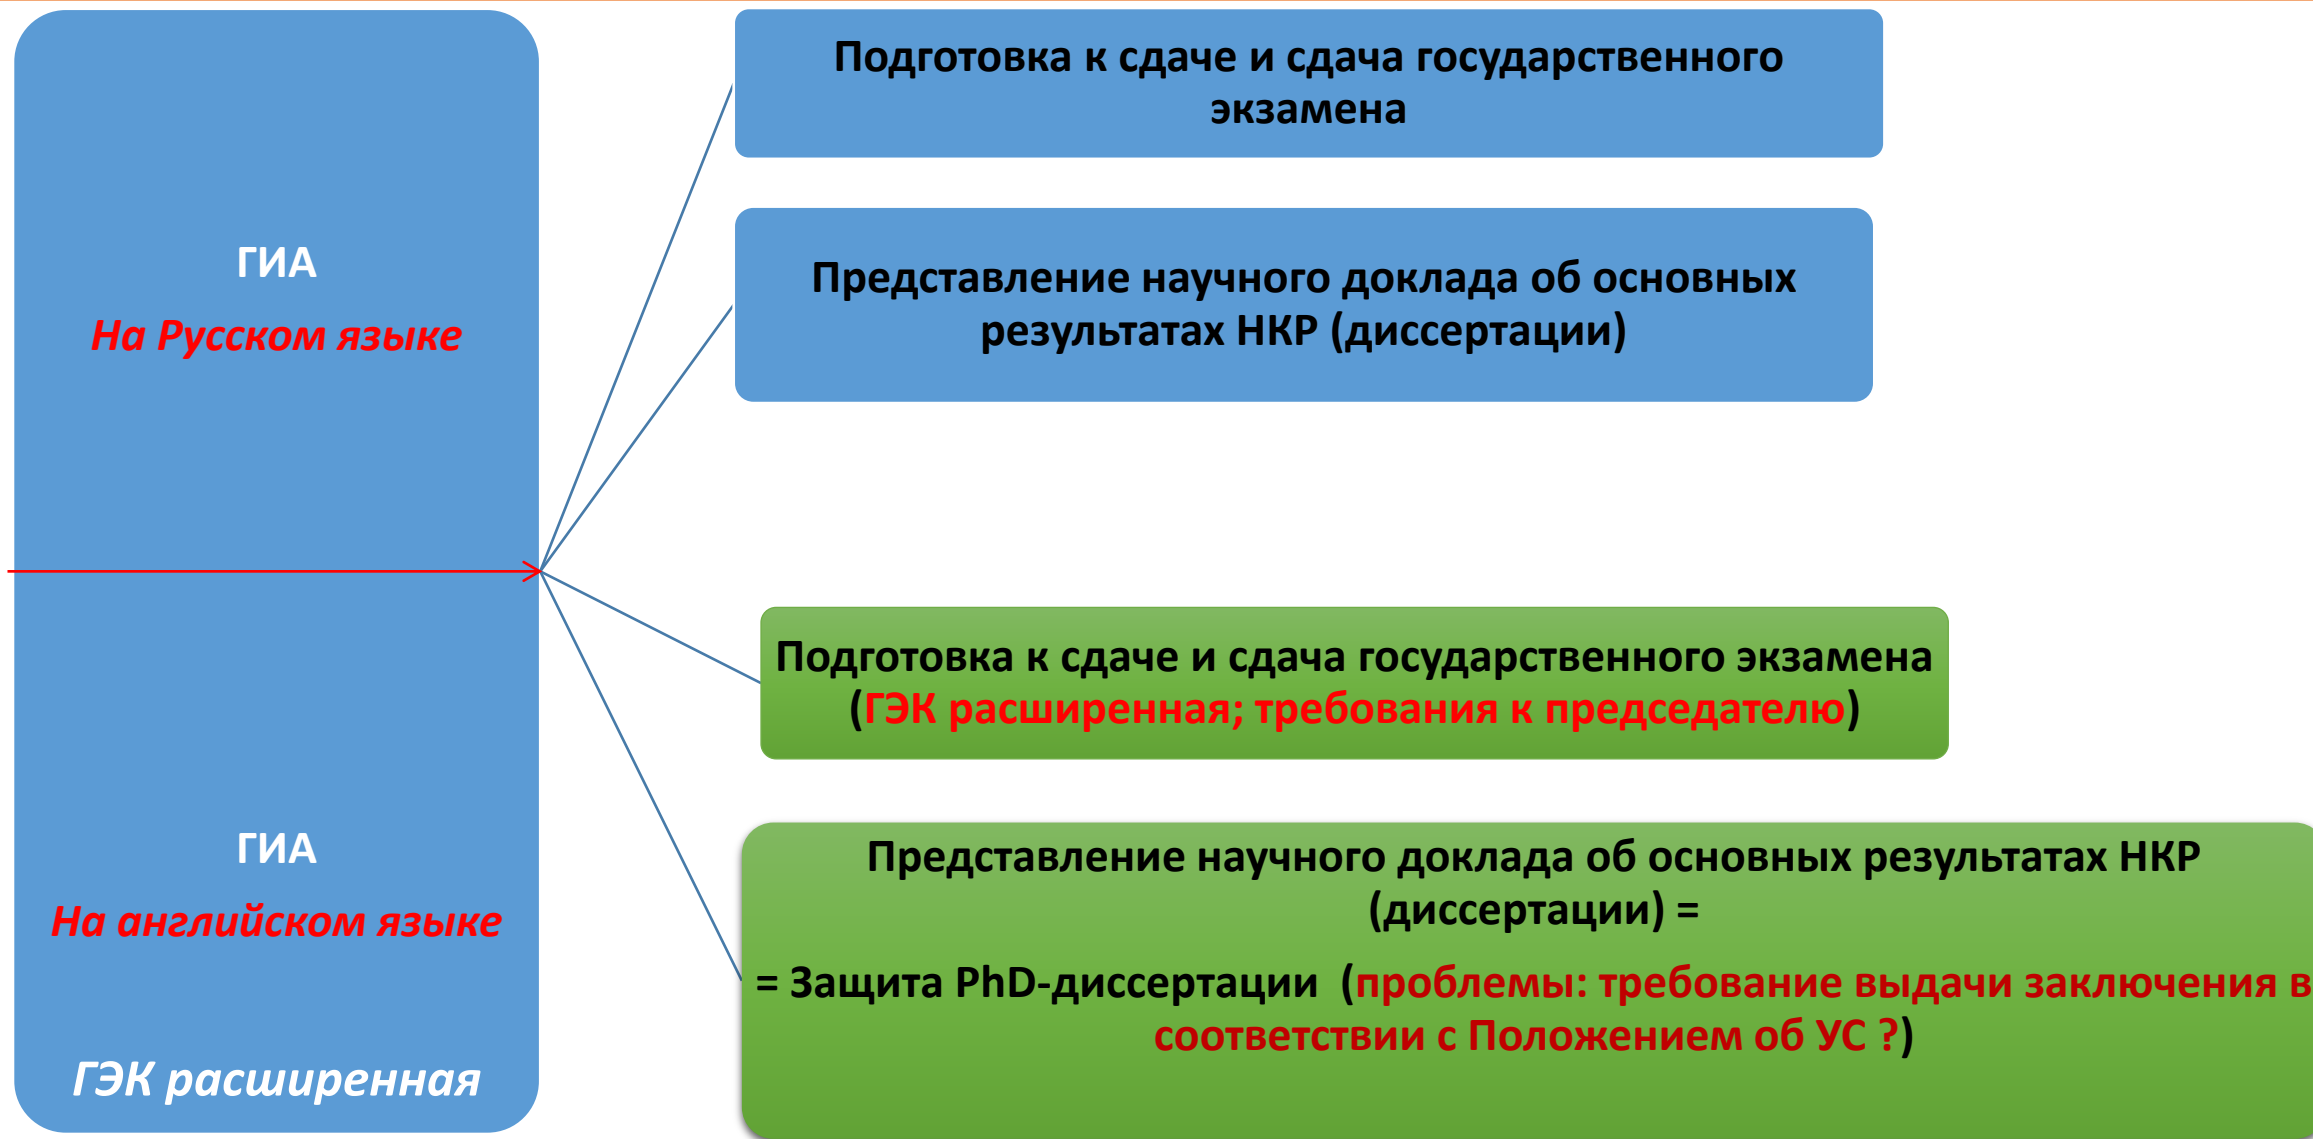 ГИА
На Русском языке
ГИА
На английском языке
ГЭК расширенная
Подготовка к сдаче и сдача государственного
экзамена
Представление научного доклада об основных
результатах НКР (диссертации)
Подготовка к сдаче и сдача государственного экзамена
(ГЭК расширенная; требования к председателю)
Представление научного доклада об основных результатах НКР
(диссертации) =
= Защита PhD-диссертации (проблемы: требование выдачи заключения в
соответствии с Положением об УС ?)